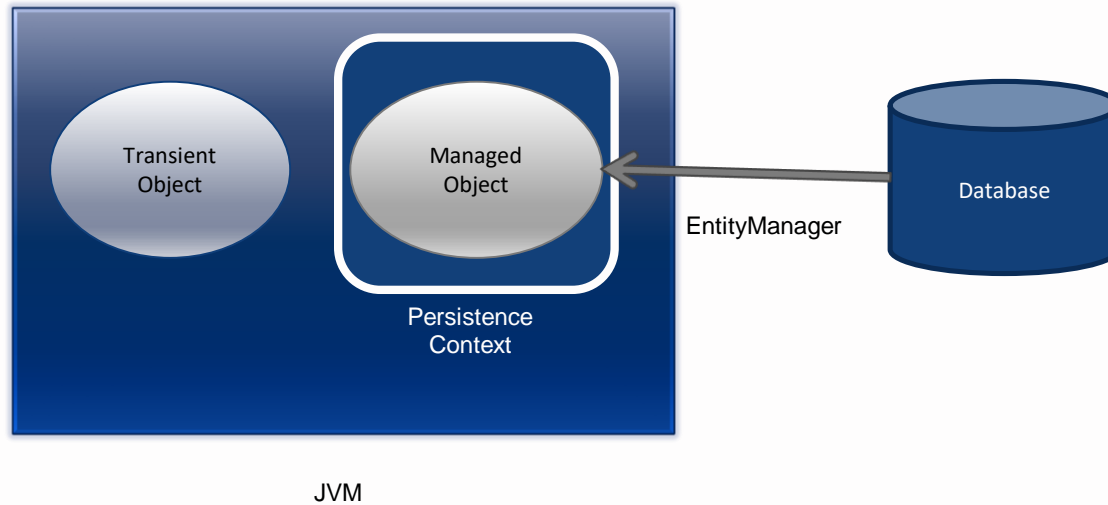 Transient
Object
Managed
Object
Database
EntityManager
Persistence
Context
JVM